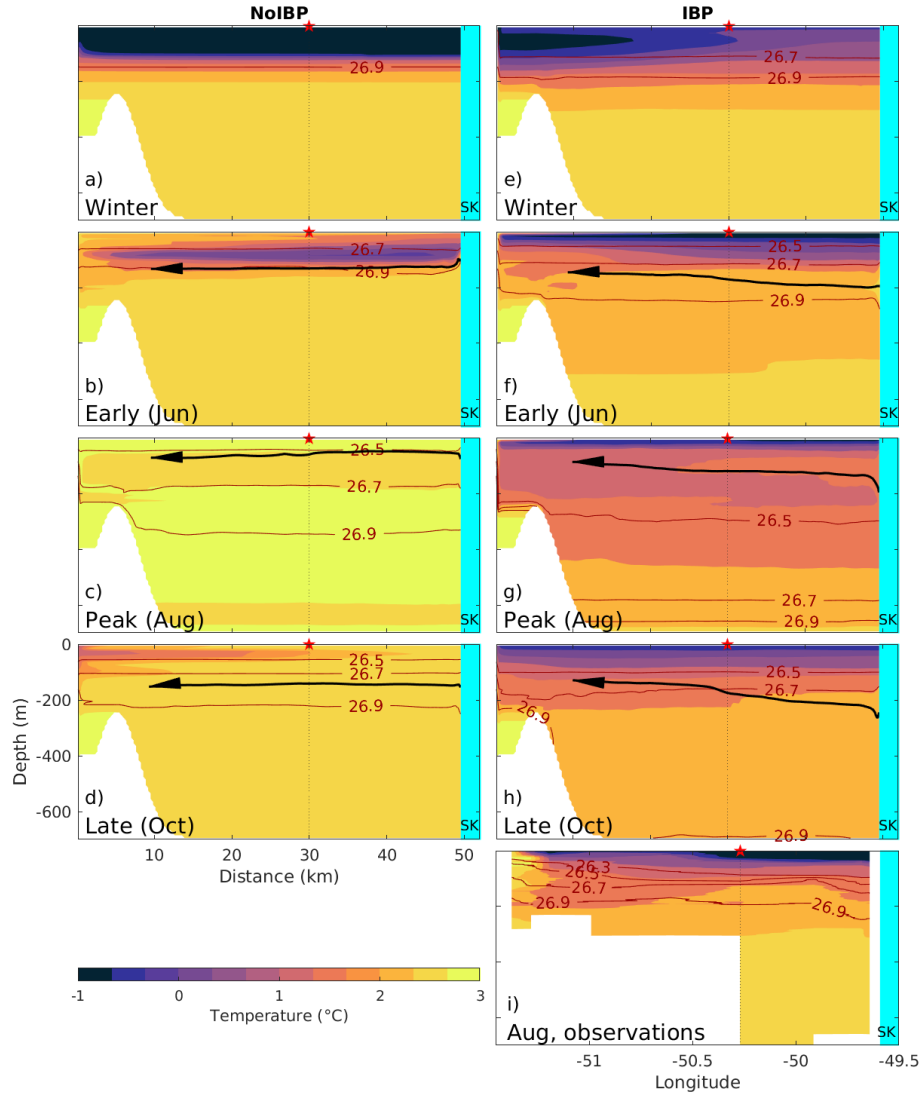 NoIBP
IBP
26.9
a)
Winter
SK
26.7
26.9
e)
Winter
SK
26.7
26.9
b)
Early (Jun)
SK
26.5
26.7
26.9
f)
Early (Jun)
SK
26.5
26.7
26.9
c)
Peak (Aug)
SK
26.5
26.7
26.9
g)
Peak (Aug)
SK
0
-200
-400
-600
Depth (m)
26.5
26.7
26.9
d)
Late (Oct)
SK
10
20
30
40
50
Distance (km)
26.5
26.7
26.9
26.9
h)
Late (Oct)
SK
26.3
26.5
26.7
26.9
26.9
i)
Aug, observations
SK
-51
-50.5
-50
-49.5
Longitude
-1
0
1
2
3
Temperature (°C)